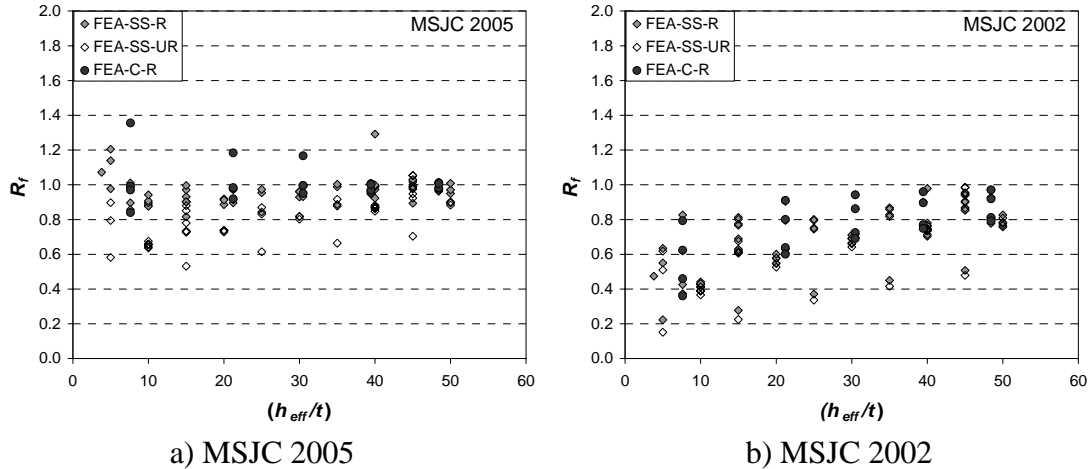 MSJC 2005
FEA-SS-R
FEA-SS-UR
FEA-C-R
2.0
1.8
1.6
1.4
1.2
1.0
0.8
0.6
0.4
0.2
0.0
R_f
0 10 20 30 40 50 60
(h_eff/t)
a) MSJC 2005
MSJC 2002
FEA-SS-R
FEA-SS-UR
FEA-C-R
2.0
1.8
1.6
1.4
1.2
1.0
0.8
0.6
0.4
0.2
0.0
R_f
0 10 20 30 40 50 60
(h_eff/t)
b) MSJC 2002